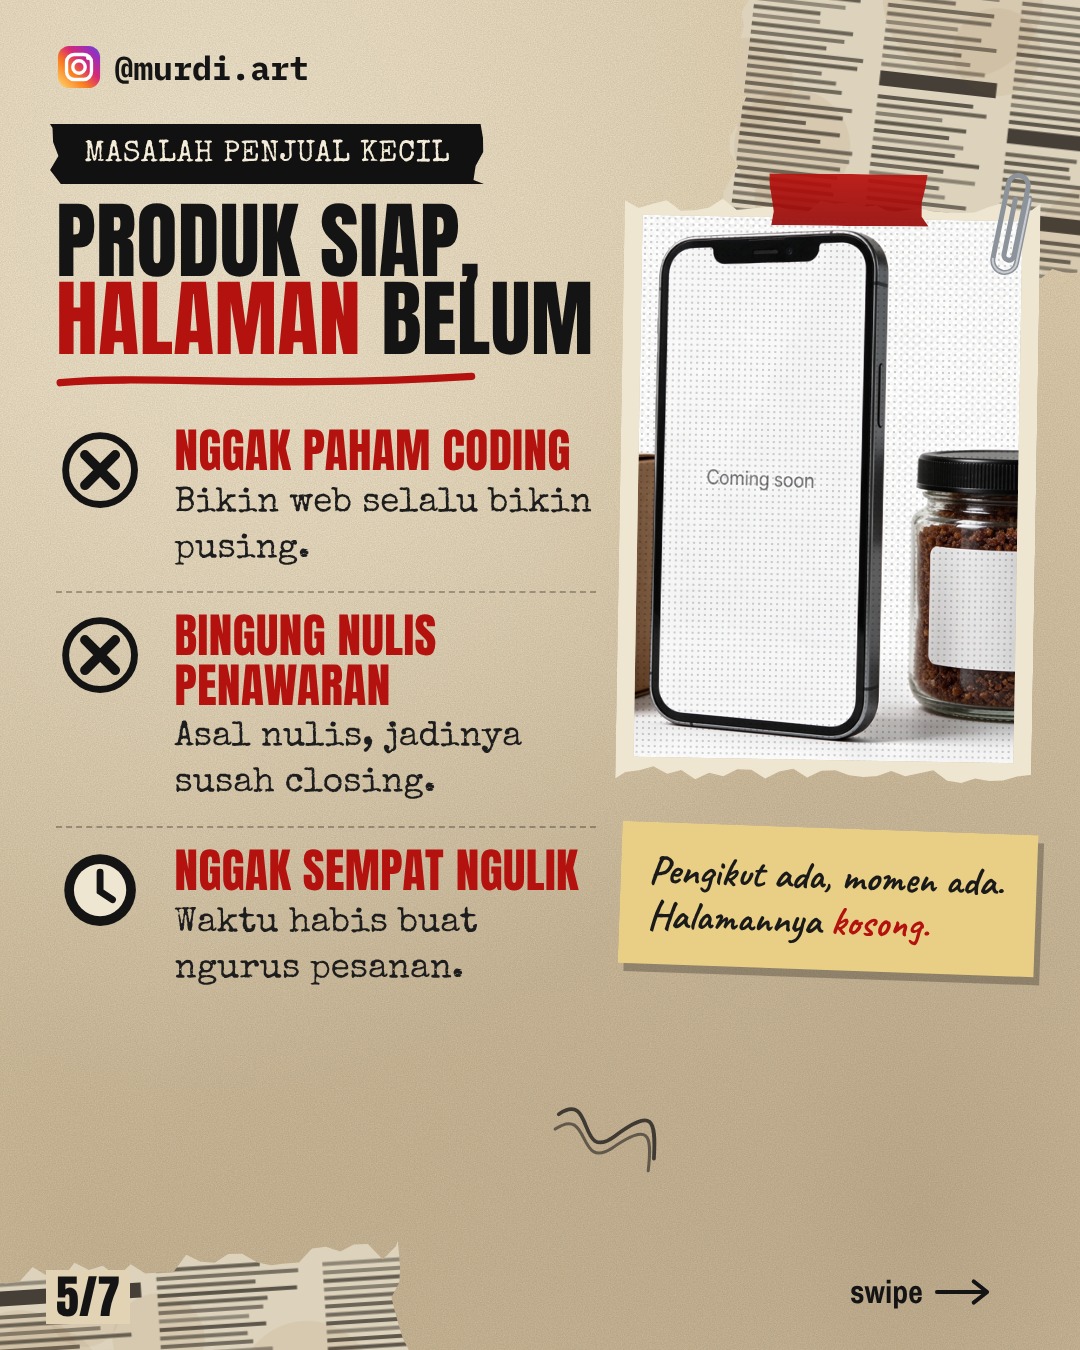 @murdi.art
MASALAH PENJUAL KECIL
PRODUK SIAP,
HALAMAN BELUM
NGGAK PAHAM CODING
Bikin web selalu bikin
pusing.
BINGUNG NULIS
PENAWARAN
Asal nulis, jadinya
susah closing.
NGGAK SEMPAT NGULIK
Waktu habis buat
ngurus pesanan.
Coming soon
Pengikut ada, momen ada.
Halamannya kosong.
5/7
swipe